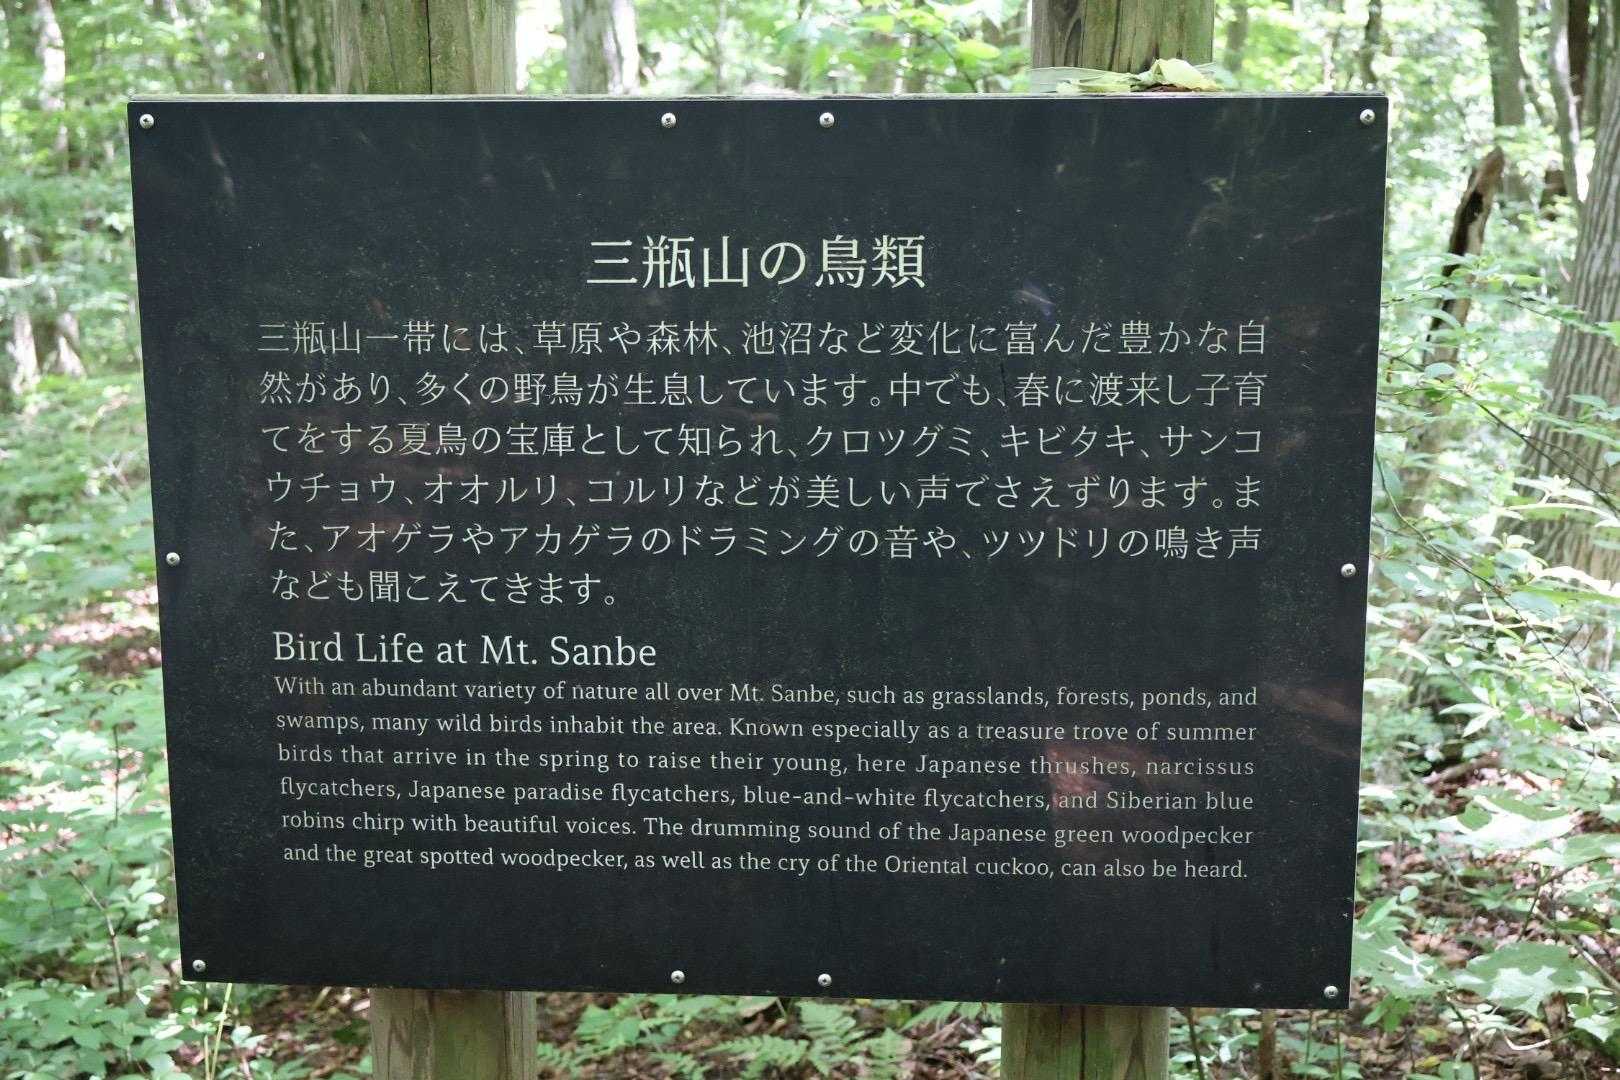 三瓶山の鳥類
三瓶山一帯には、草原や森林、池沼など変化に富んだ豊かな自
然があり、多くの野鳥が生息しています。中でも、春に渡来し子育
てをする夏鳥の宝庫として知られ、クロツグミ、キビタキ、サンコ
ウチョウ、オオルリ、コルリなどが美しい声でさえずります。ま
た、アオゲラやアカゲラのドラミングの音や、ツツドリの鳴き声
なども聞こえてきます。
Bird Life at Mt. Sanbe
With an abundant variety of nature all over Mt. Sanbe, such as grasslands, forests, ponds, and
swamps, many wild birds inhabit the area. Known especially as a treasure trove of summer
birds that arrive in the spring to raise their young, here Japanese thrushes, narcissus
flycatchers, Japanese paradise flycatchers, blue-and-white flycatchers, and Siberian blue
robins chirp with beautiful voices. The drumming sound of the Japanese green woodpecker
and the great spotted woodpecker, as well as the cry of the Oriental cuckoo, can also be heard.